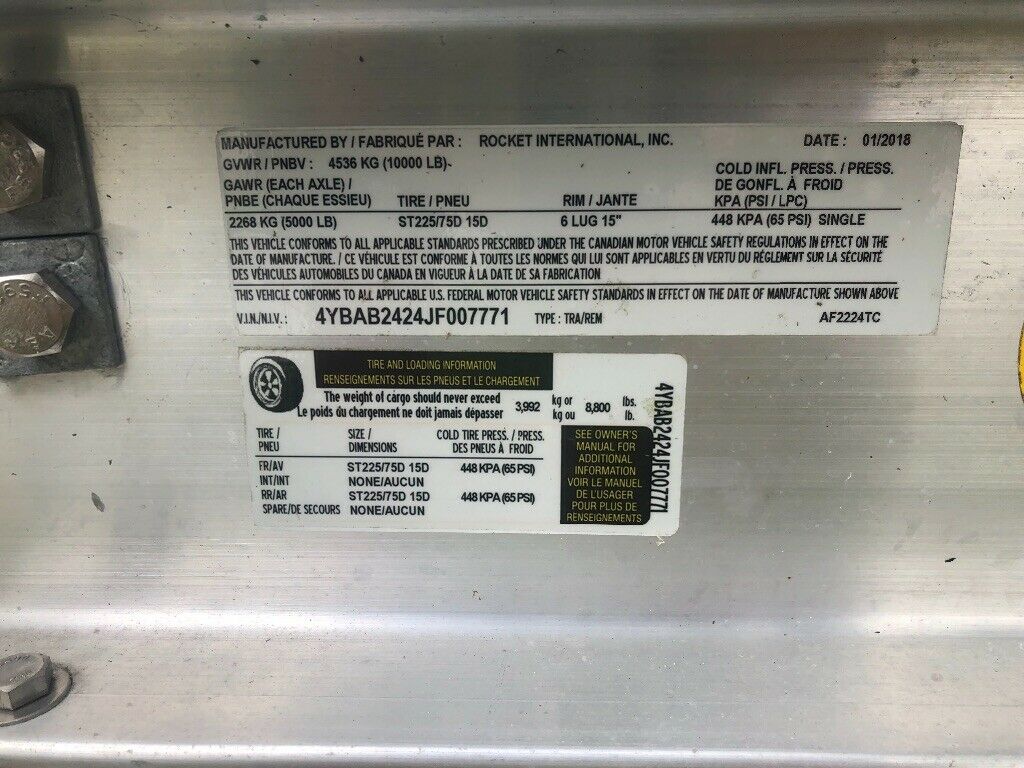 MANUFACTURED BY / FABRIQUÉ PAR : ROCKET INTERNATIONAL, INC. DATE : 01/2018
GVWR / PNBV : 4536 KG (10000 LB)
GAWR (EACH AXLE) / COLD INFL. PRESS. / PRESS.
PNBE (CHAQUE ESSIEU) TIRE / PNEU RIM / JANTE DE GONFL. À FROID
KPA (PSI / LPC)
2268 KG (5000 LB) ST225/75D 15D 6 LUG 15" 448 KPA (65 PSI) SINGLE
THIS VEHICLE CONFORMS TO ALL APPLICABLE STANDARDS PRESCRIBED UNDER THE CANADIAN MOTOR VEHICLE SAFETY REGULATIONS IN EFFECT ON THE
DATE OF MANUFACTURE. / CE VÉHICULE EST CONFORME À TOUTES LES NORMES QUI LUI SONT APPLICABLES EN VERTU DU RÉGLEMENT SUR LA SÉCURITÉ
DES VÉHICULES AUTOMOBILES DU CANADA EN VIGUEUR À LA DATE DE SA FABRICATION
THIS VEHICLE CONFORMS TO ALL APPLICABLE U.S. FEDERAL MOTOR VEHICLE SAFETY STANDARDS IN EFFECT ON THE DATE OF MANUFACTURE SHOWN ABOVE
V.I.N./N.I.V.: 4YBAB2424JF007771 TYPE : TRA/REM AF2224TC
TIRE AND LOADING INFORMATION
RENSEIGNEMENTS SUR LES PNEUS ET LE CHARGEMENT
The weight of cargo should never exceed kg or lbs.
Le poids du chargement ne doit jamais dépasser 3,992 kg ou 8,800 lb.
TIRE / SIZE / COLD TIRE PRESS. / PRESS.
PNEU DIMENSIONS DES PNEUS À FROID
FR/AV ST225/75D 15D 448 KPA (65 PSI)
INT/INT NONE/AUCUN
RR/AR ST225/75D 15D 448 KPA (65 PSI)
SPARE/DE SECOURS NONE/AUCUN
SEE OWNER'S
MANUAL FOR
ADDITIONAL
INFORMATION
VOIR LE MANUEL
DE L'USAGER
POUR PLUS DE
RENSEIGNEMENTS
4YBAB2424JF007771